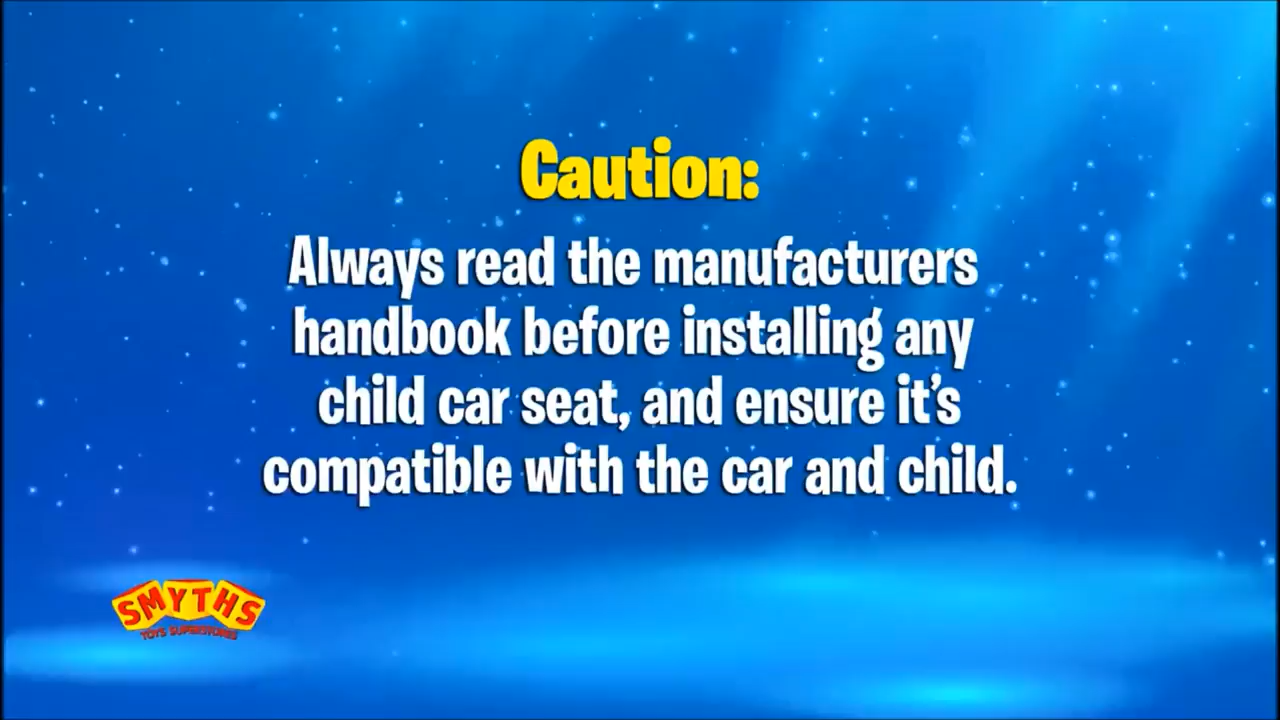 Caution:
Always read the manufacturers
handbook before installing any
child car seat, and ensure it’s
compatible with the car and child.
SMYTHS
TOYS SUPERSTORES